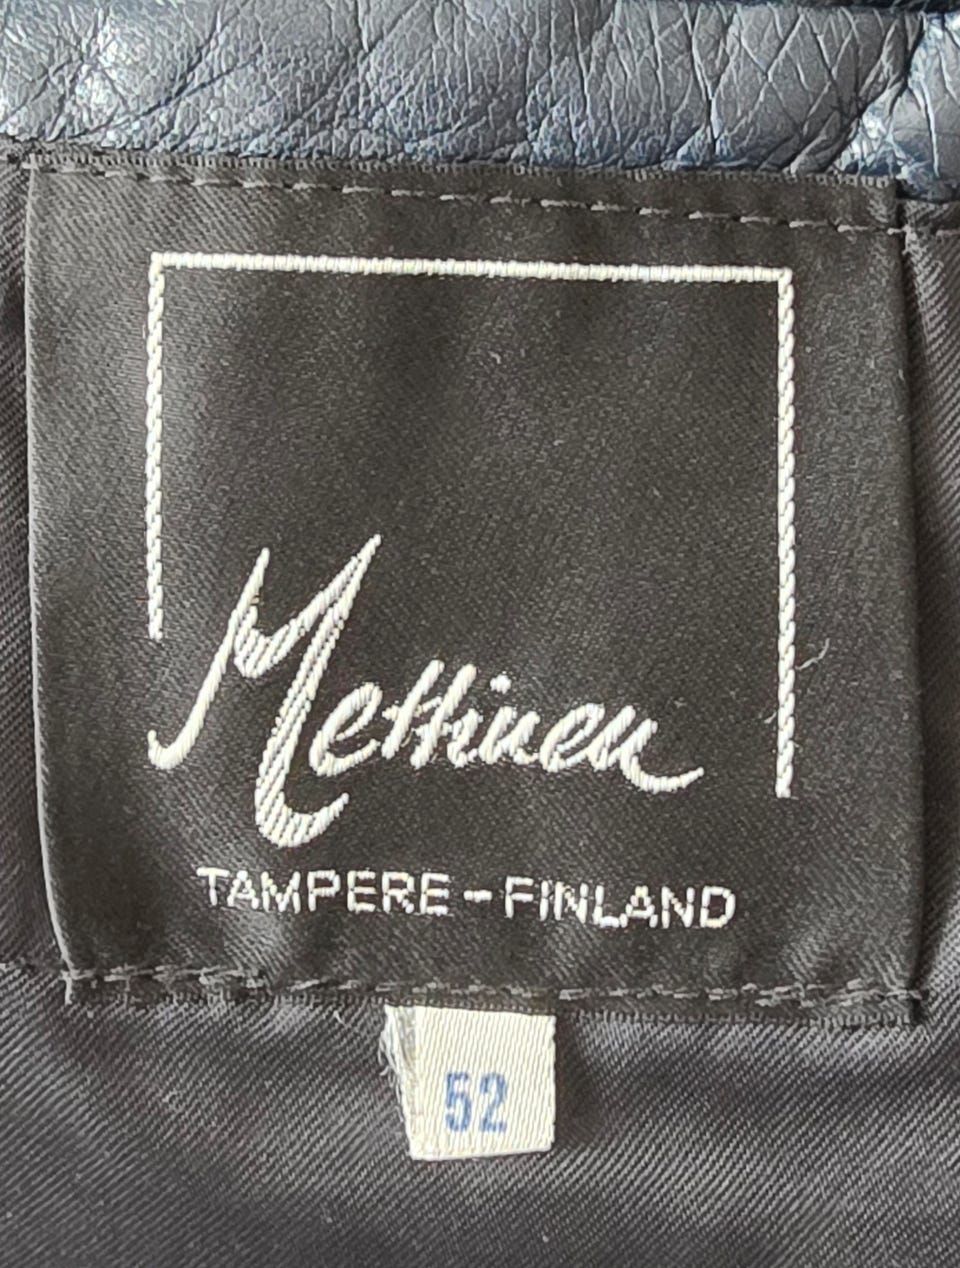 Mettinen
TAMPERE - FINLAND
52